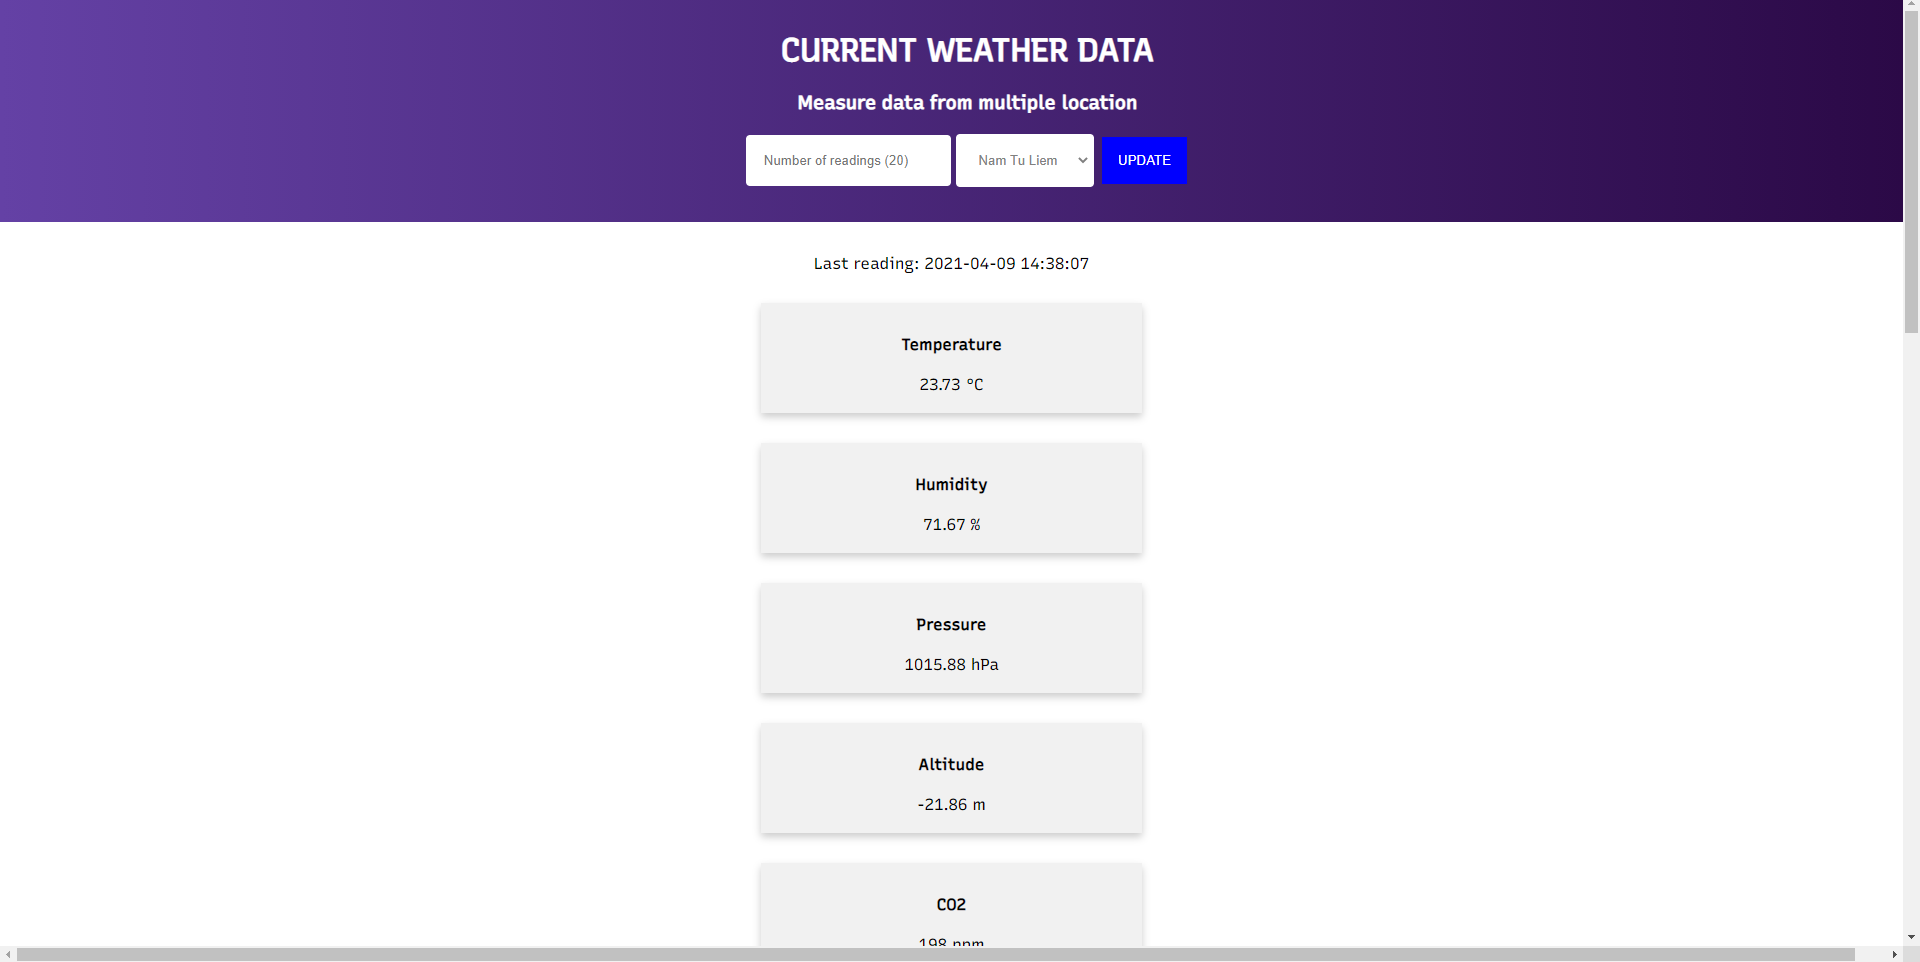 CURRENT WEATHER DATA
Measure data from multiple location
Number of readings (20) Nam Tu Liem UPDATE
Last reading: 2021-04-09 14:38:07
Temperature
23.73 °C
Humidity
71.67 %
Pressure
1015.88 hPa
Altitude
-21.86 m
CO2
198 ppm